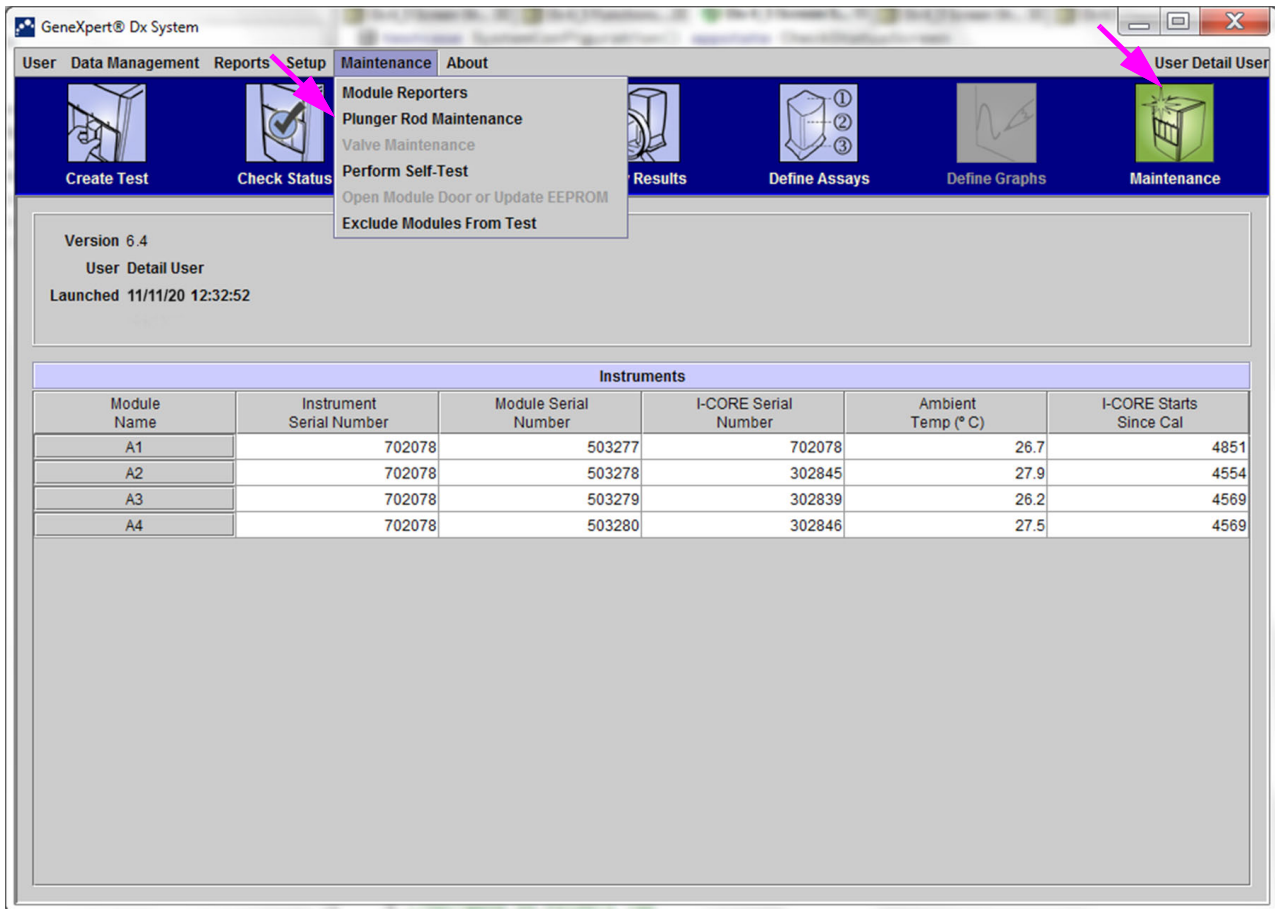 GeneXpert® Dx System
User Data Management Reports Setup Maintenance About User Detail User
Module Reporters
Plunger Rod Maintenance
Valve Maintenance
Perform Self-Test
Open Module Door or Update EEPROM
Exclude Modules From Test
Create Test Check Status Results Define Assays Define Graphs Maintenance
Version 6.4
User Detail User
Launched 11/11/20 12:32:52
Instruments
Module Name Instrument Serial Number Module Serial Number I-CORE Serial Number Ambient Temp (º C) I-CORE Starts Since Cal
A1 702078 503277 702078 26.7 4851
A2 702078 503278 302845 27.9 4554
A3 702078 503279 302839 26.2 4569
A4 702078 503280 302846 27.5 4569